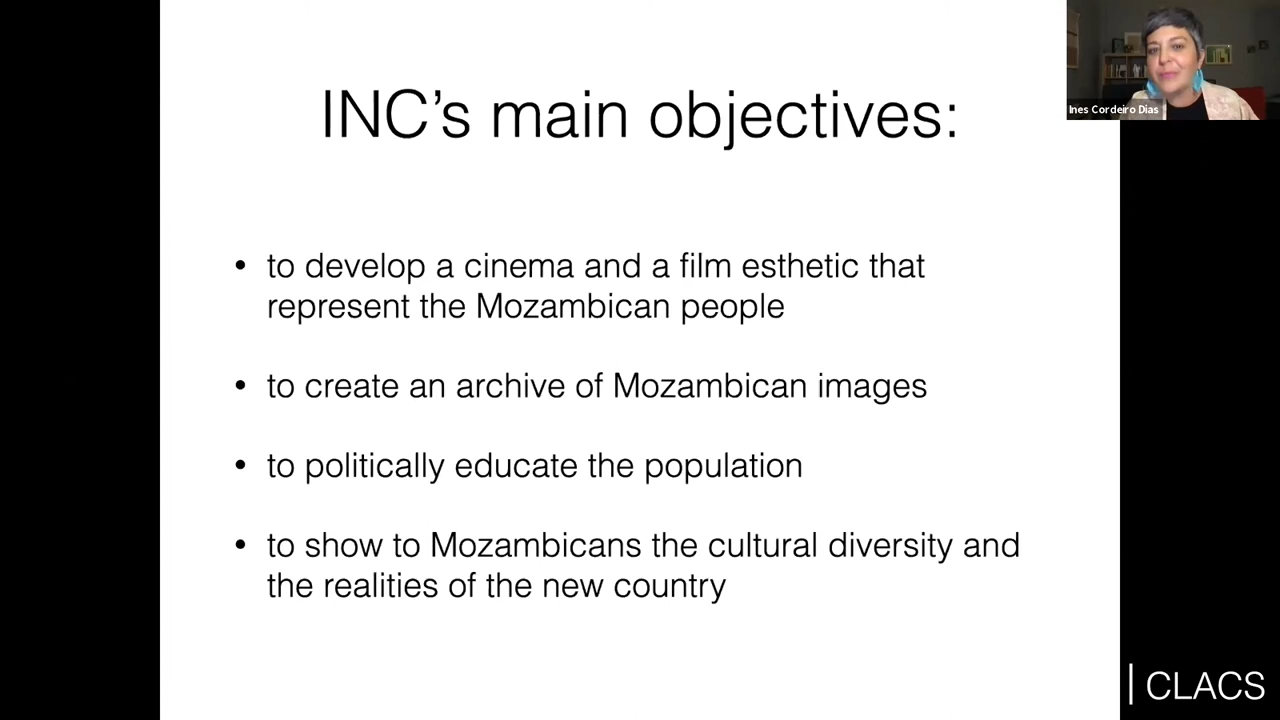 INC’s main objectives:
Ines Cordeiro Dias
• to develop a cinema and a film esthetic that
represent the Mozambican people
• to create an archive of Mozambican images
• to politically educate the population
• to show to Mozambicans the cultural diversity and
the realities of the new country
| CLACS